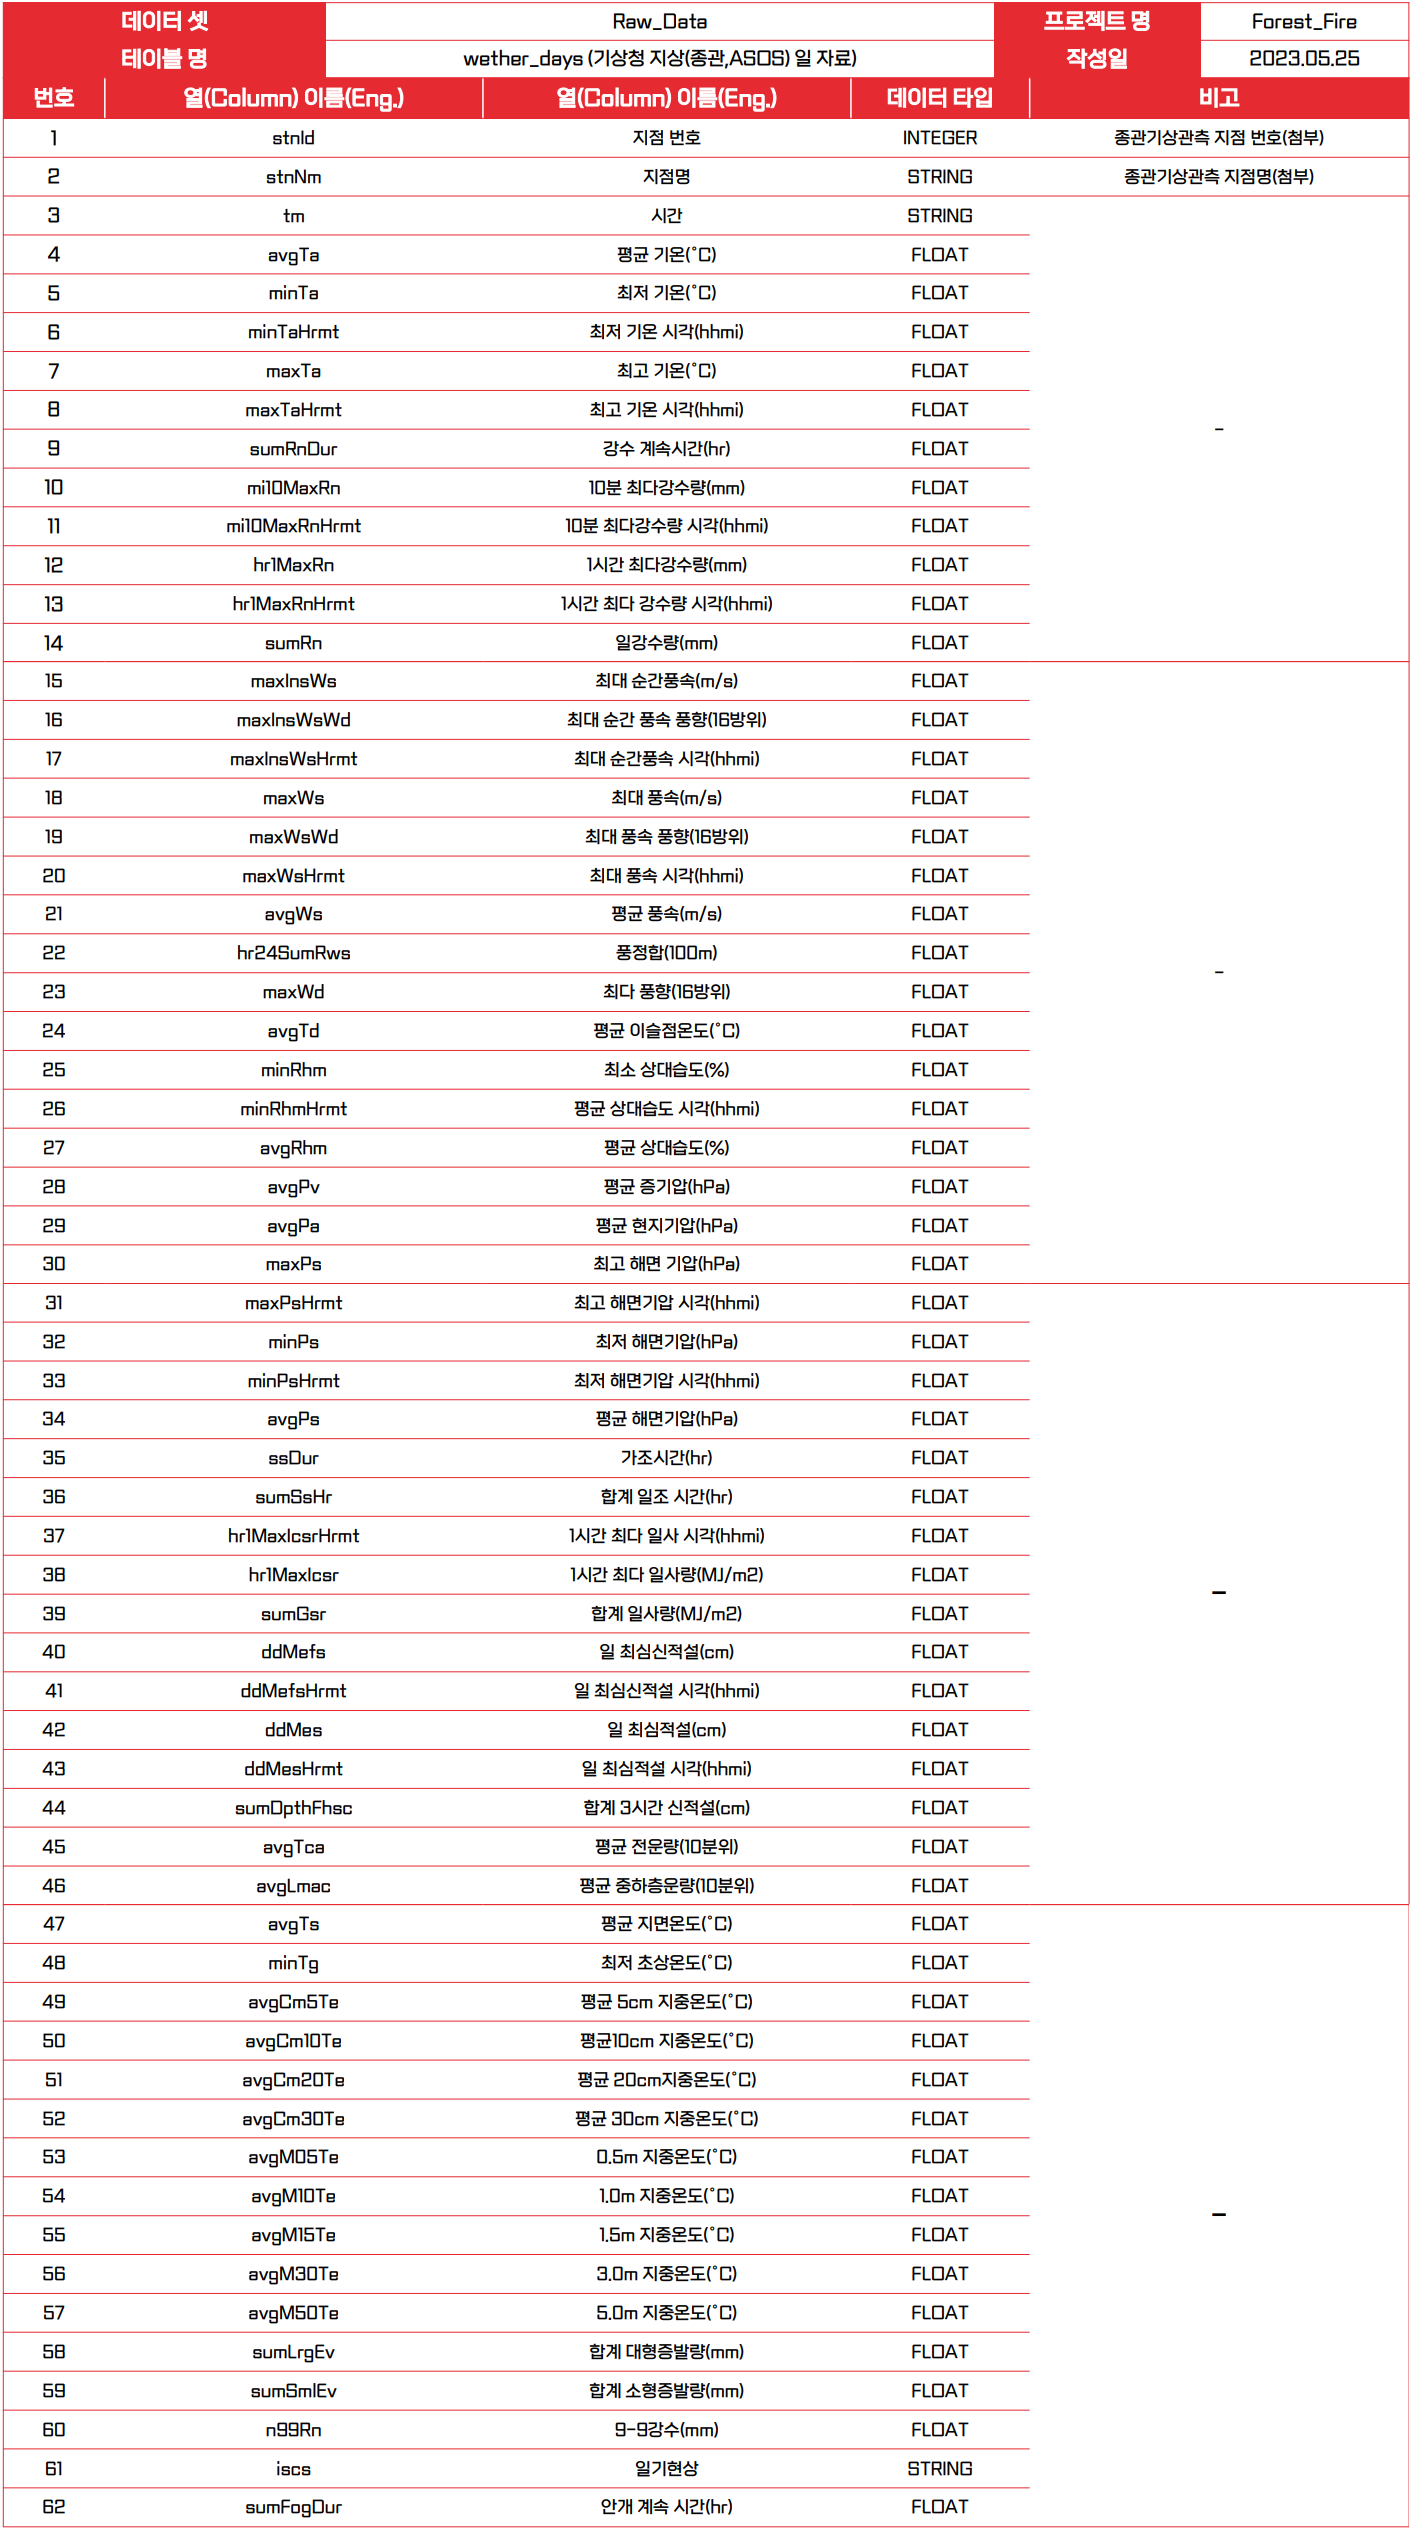 데이터 셋 Raw_Data 프로젝트 명 Forest_Fire
테이블 명 wether_days (기상청 지상(종관,ASOS) 일 자료) 작성일 2023.05.25
번호 열(Column) 이름(Eng.) 열(Column) 이름(Eng.) 데이터 타입 비고
1 stnId 지점 번호 INTEGER 종관기상관측 지점 번호(첨부)
2 stnNm 지점명 STRING 종관기상관측 지점명(첨부)
3 tm 시간 STRING
4 avgTa 평균 기온(°C) FLOAT
5 minTa 최저 기온(°C) FLOAT
6 minTaHrmt 최저 기온 시각(hhmi) FLOAT
7 maxTa 최고 기온(°C) FLOAT
8 maxTaHrmt 최고 기온 시각(hhmi) FLOAT
-
9 sumRnDur 강수 계속시간(hr) FLOAT
10 mi10MaxRn 10분 최다강수량(mm) FLOAT
11 mi10MaxRnHrmt 10분 최다강수량 시각(hhmi) FLOAT
12 hr1MaxRn 1시간 최다강수량(mm) FLOAT
13 hr1MaxRnHrmt 1시간 최다 강수량 시각(hhmi) FLOAT
14 sumRn 일강수량(mm) FLOAT
15 maxInsWs 최대 순간풍속(m/s) FLOAT
16 maxInsWsWd 최대 순간 풍속 풍향(16방위) FLOAT
17 maxInsWsHrmt 최대 순간풍속 시각(hhmi) FLOAT
18 maxWs 최대 풍속(m/s) FLOAT
19 maxWsWd 최대 풍속 풍향(16방위) FLOAT
20 maxWsHrmt 최대 풍속 시각(hhmi) FLOAT
21 avgWs 평균 풍속(m/s) FLOAT
22 hr24SumRws 풍정합(100m) FLOAT
-
23 maxWd 최다 풍향(16방위) FLOAT
24 avgTd 평균 이슬점온도(°C) FLOAT
25 minRhm 최소 상대습도(%) FLOAT
26 minRhmHrmt 평균 상대습도 시각(hhmi) FLOAT
27 avgRhm 평균 상대습도(%) FLOAT
28 avgPv 평균 증기압(hPa) FLOAT
29 avgPa 평균 현지기압(hPa) FLOAT
30 maxPs 최고 해면 기압(hPa) FLOAT
31 maxPsHrmt 최고 해면기압 시각(hhmi) FLOAT
32 minPs 최저 해면기압(hPa) FLOAT
33 minPsHrmt 최저 해면기압 시각(hhmi) FLOAT
34 avgPs 평균 해면기압(hPa) FLOAT
35 ssDur 가조시간(hr) FLOAT
36 sumSsHr 합계 일조 시간(hr) FLOAT
37 hr1MaxIcsrHrmt 1시간 최다 일사 시각(hhmi) FLOAT
38 hr1MaxIcsr 1시간 최다 일사량(MJ/m2) FLOAT
-
39 sumGsr 합계 일사량(MJ/m2) FLOAT
40 ddMefs 일 최심신적설(cm) FLOAT
41 ddMefsHrmt 일 최심신적설 시각(hhmi) FLOAT
42 ddMes 일 최심적설(cm) FLOAT
43 ddMesHrmt 일 최심적설 시각(hhmi) FLOAT
44 sumDpthFhsc 합계 3시간 신적설(cm) FLOAT
45 avgTca 평균 전운량(10분위) FLOAT
46 avgLmac 평균 중하층운량(10분위) FLOAT
47 avgTs 평균 지면온도(°C) FLOAT
48 minTg 최저 초상온도(°C) FLOAT
49 avgCm5Te 평균 5cm 지중온도(°C) FLOAT
50 avgCm10Te 평균10cm 지중온도(°C) FLOAT
51 avgCm20Te 평균 20cm지중온도(°C) FLOAT
52 avgCm30Te 평균 30cm 지중온도(°C) FLOAT
53 avgM05Te 0.5m 지중온도(°C) FLOAT
54 avgM10Te 1.0m 지중온도(°C) FLOAT
-
55 avgM15Te 1.5m 지중온도(°C) FLOAT
56 avgM30Te 3.0m 지중온도(°C) FLOAT
57 avgM50Te 5.0m 지중온도(°C) FLOAT
58 sumLrgEv 합계 대형증발량(mm) FLOAT
59 sumSmlEv 합계 소형증발량(mm) FLOAT
60 n99Rn 9-9강수(mm) FLOAT
61 iscs 일기현상 STRING
62 sumFogDur 안개 계속 시간(hr) FLOAT